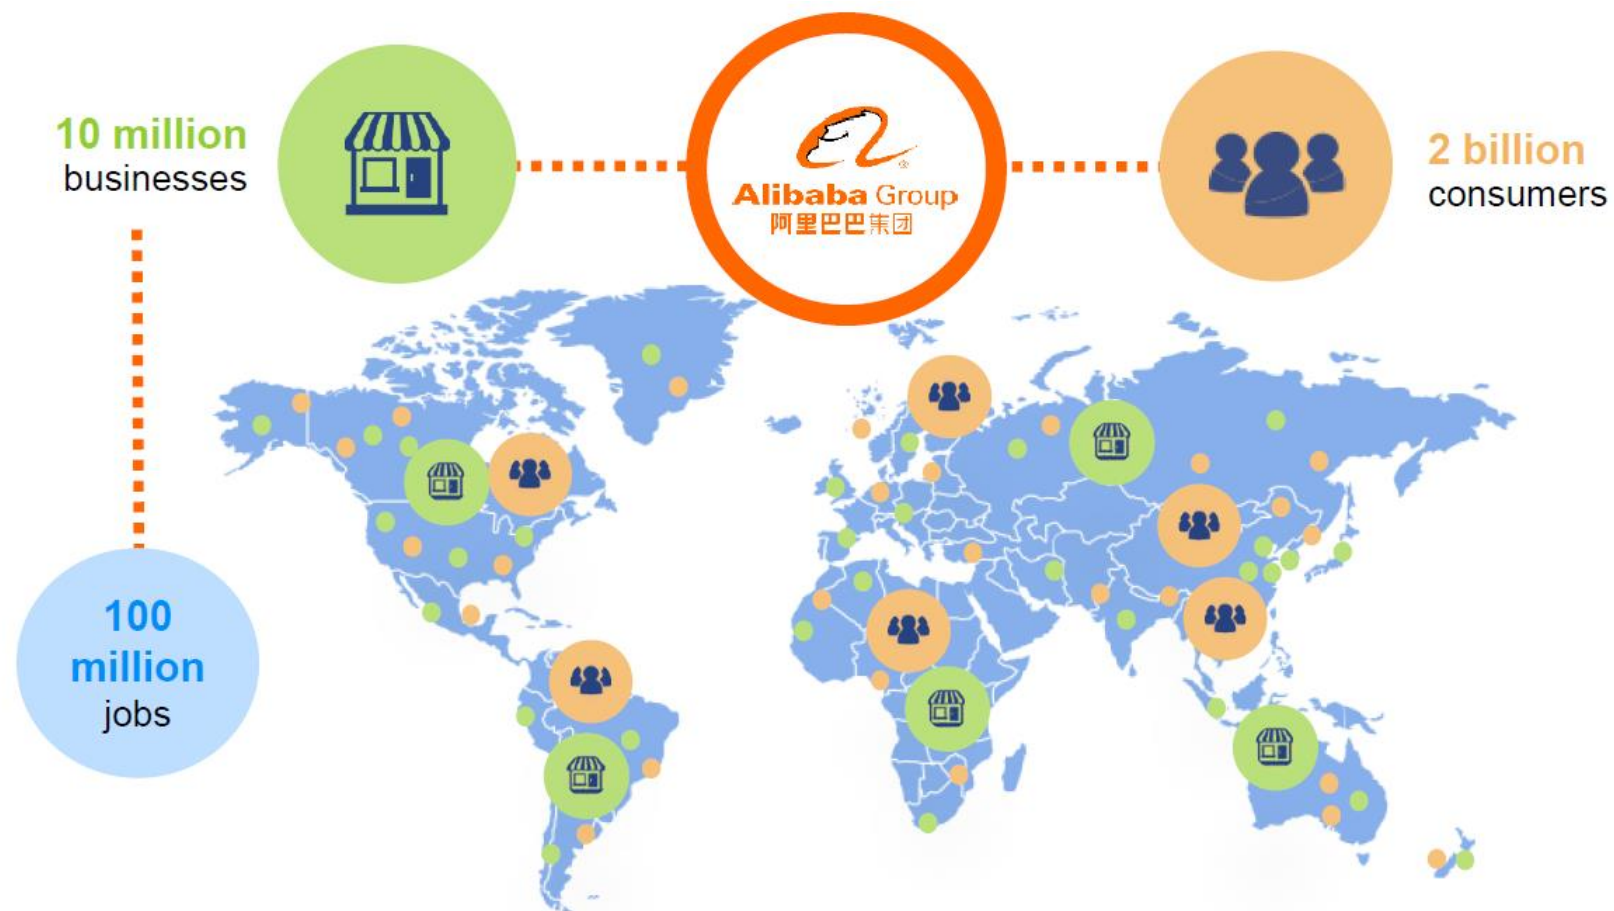 10 million
businesses
Alibaba Group
阿里巴巴集团
2 billion
consumers
100
million
jobs